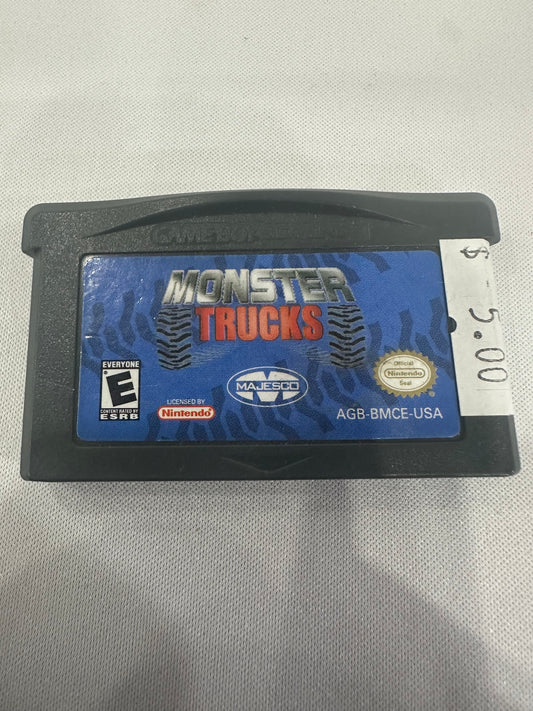 GAME BOY ADVANCE
MONSTER
TRUCKS
EVERYONE
E
CONTENT RATED BY
ESRB
LICENSED BY
Nintendo
M
MAJESCO
Official
Nintendo
Seal
AGB-BMCE-USA
$ 5.00